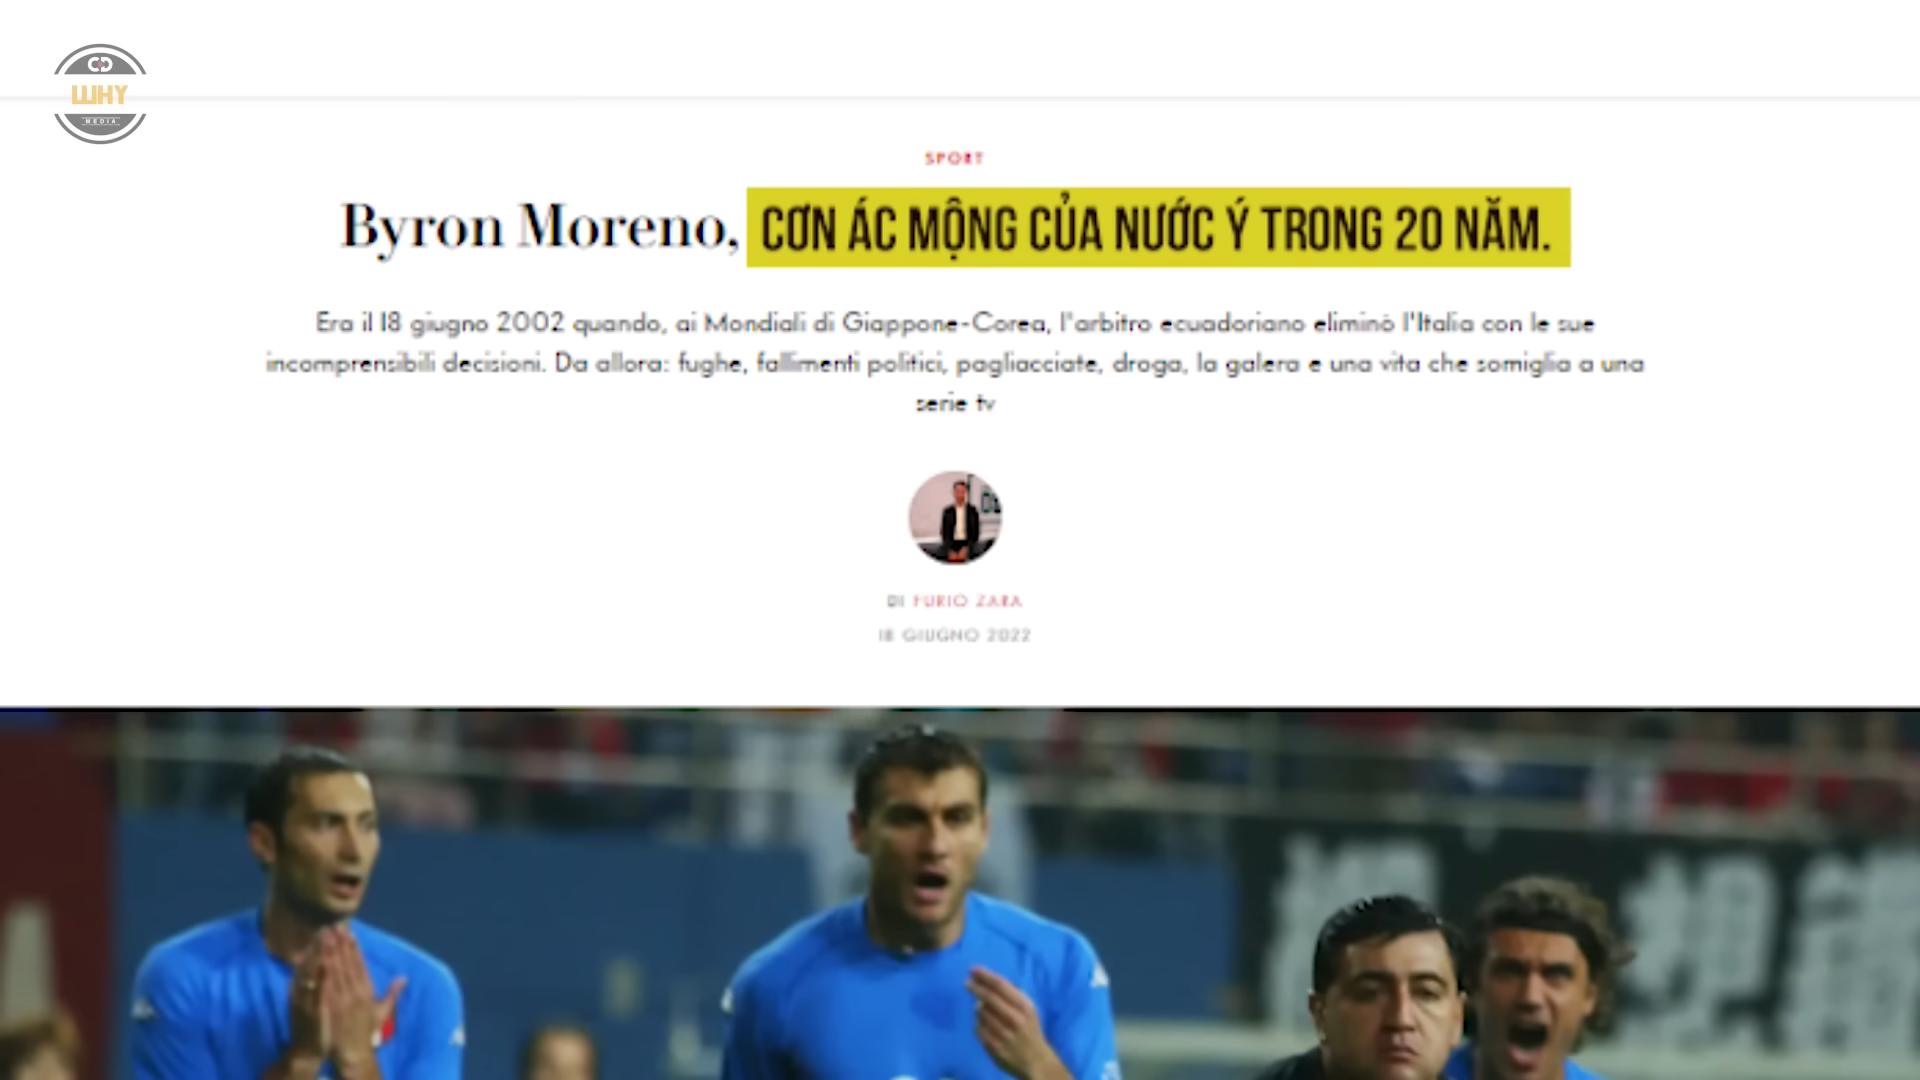 CD
WHY
MEDIA
SPORT
Byron Moreno, CƠN ÁC MỘNG CỦA NƯỚC Ý TRONG 20 NĂM.
Era il 18 giugno 2002 quando, ai Mondiali di Giappone-Corea, l'arbitro ecuadoriano eliminò l'Italia con le sue
incomprensibili decisioni. Da allora: fughe, fallimenti politici, pagliacciate, droga, la galera e una vita che somiglia a una
serie tv
DI FURIO ZARA
18 GIUGNO 2022